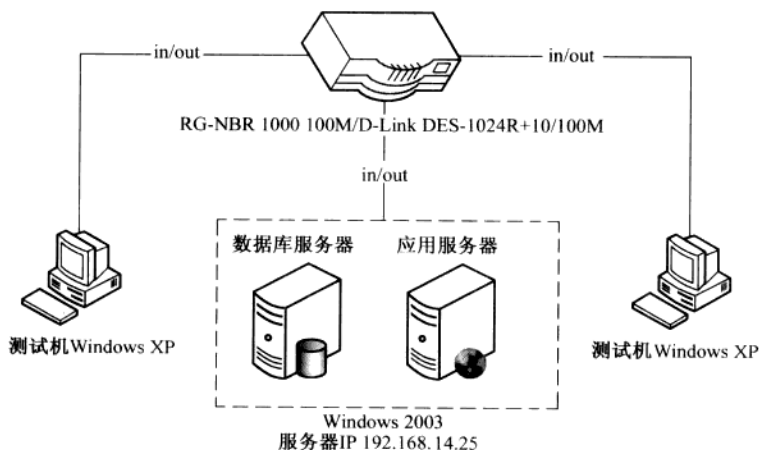 in/out
in/out
RG-NBR 1000 100M/D-Link DES-1024R+10/100M
in/out
数据库服务器
应用服务器
测试机Windows XP
测试机Windows XP
Windows 2003
服务器IP 192.168.14.25